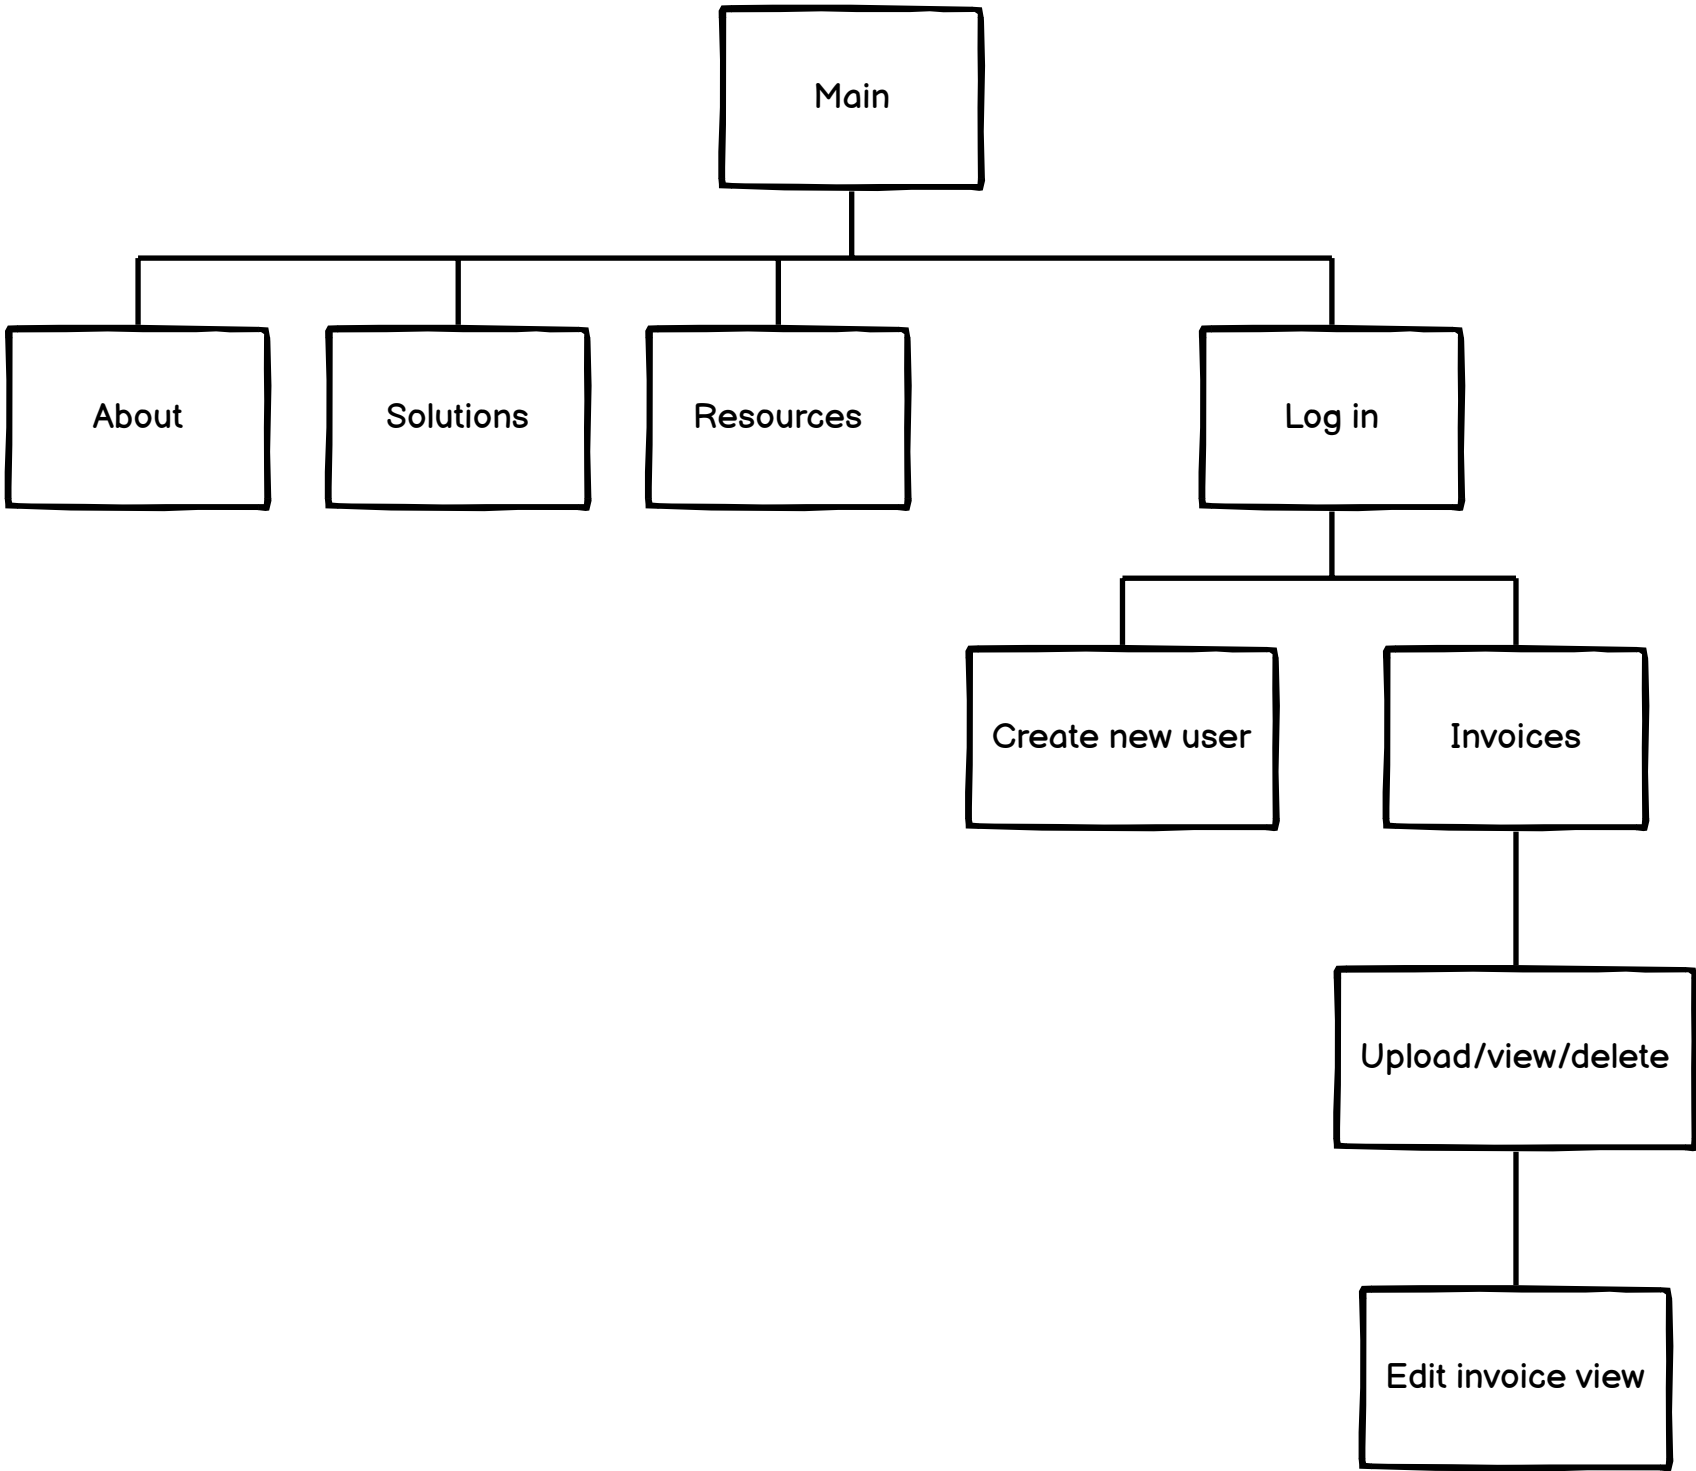 Main
About
Solutions
Resources
Log in
Create new user
Invoices
Upload/view/delete
Edit invoice view